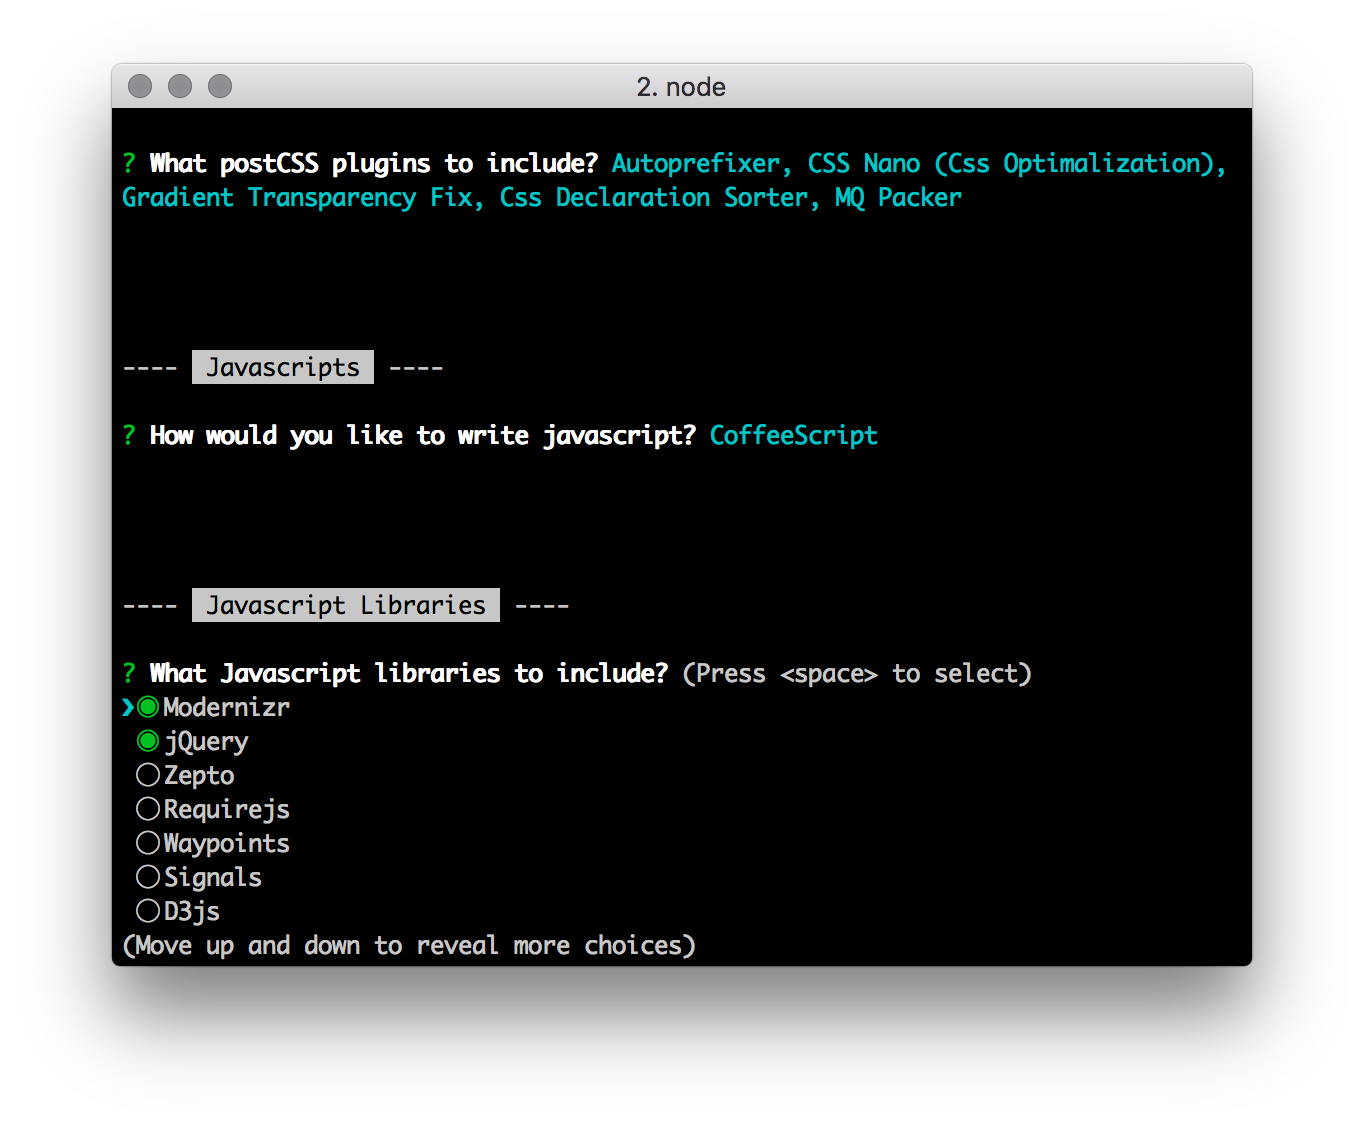 2. node
? What postCSS plugins to include? Autoprefixer, CSS Nano (Css Optimalization),
Gradient Transparency Fix, Css Declaration Sorter, MQ Packer
---- Javascripts ----
? How would you like to write javascript? CoffeeScript
---- Javascript Libraries ----
? What Javascript libraries to include? (Press <space> to select)
❯◉Modernizr
◉jQuery
◯Zepto
◯Requirejs
◯Waypoints
◯Signals
◯D3js
(Move up and down to reveal more choices)